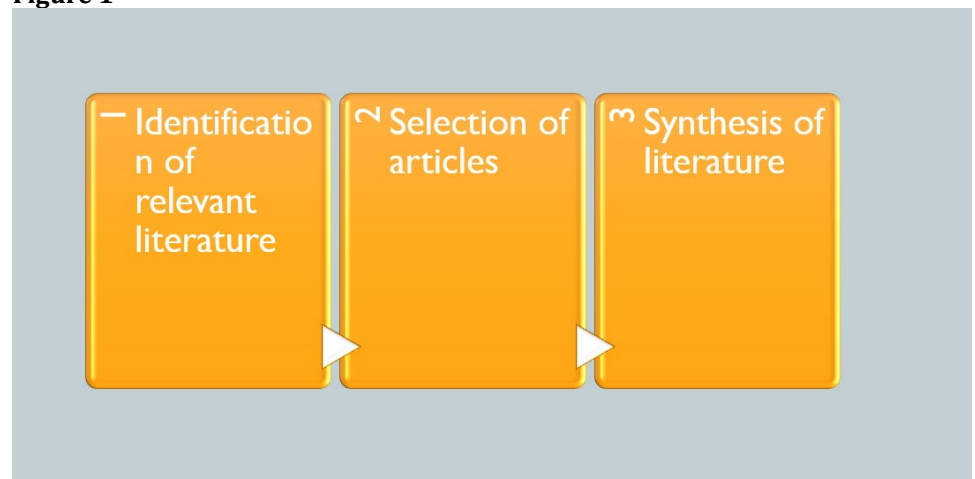 Figure 1
1 Identificatio
n of
relevant
literature
2 Selection of
articles
3 Synthesis of
literature